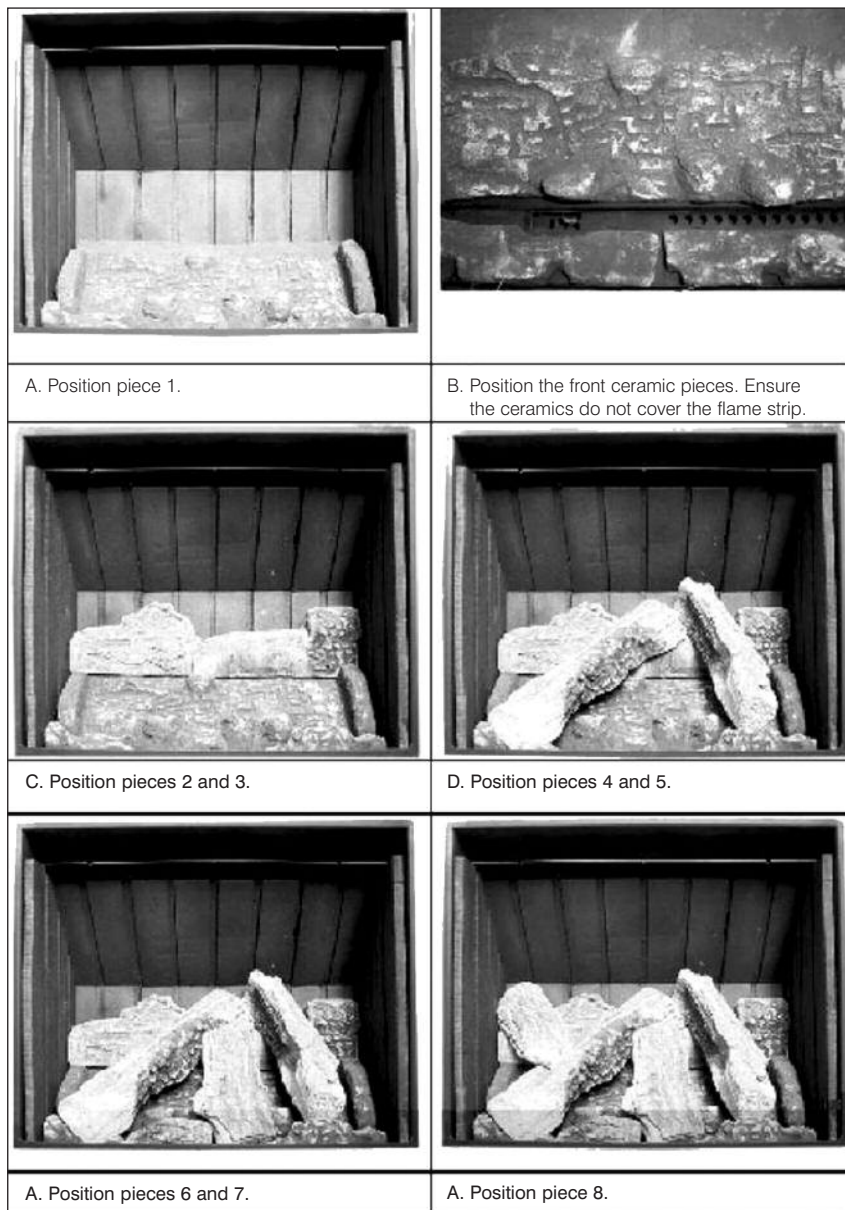 A. Position piece 1.
B. Position the front ceramic pieces. Ensure
the ceramics do not cover the flame strip.
C. Position pieces 2 and 3.
D. Position pieces 4 and 5.
A. Position pieces 6 and 7.
A. Position piece 8.